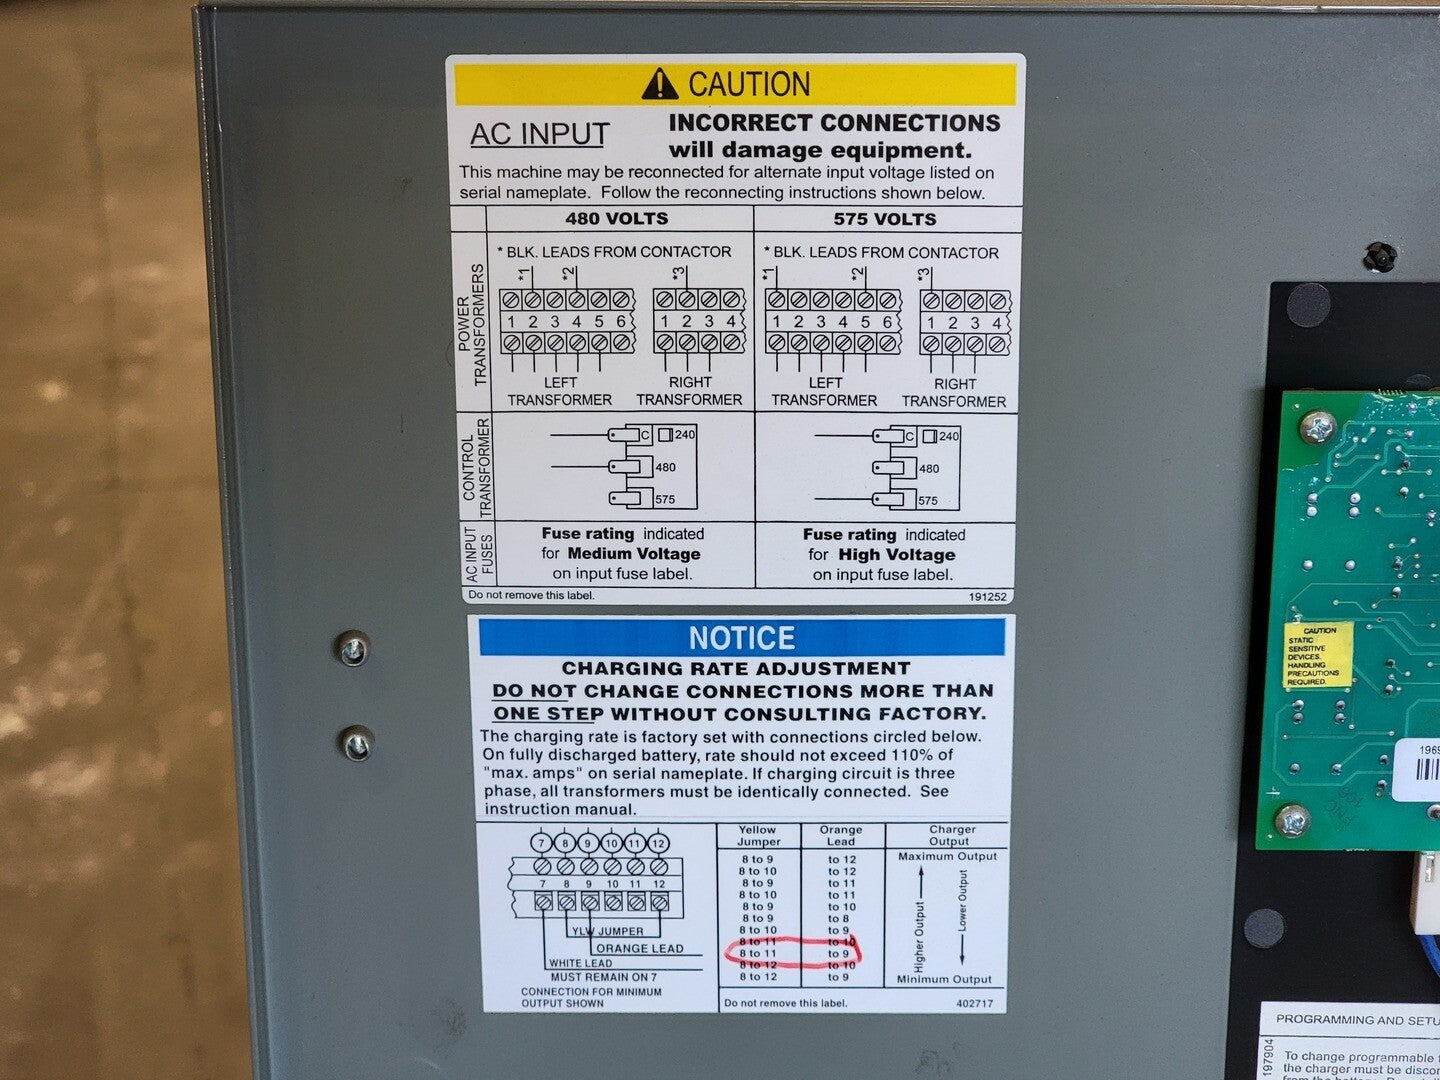 CAUTION
AC INPUT
INCORRECT CONNECTIONS
will damage equipment.
This machine may be reconnected for alternate input voltage listed on
serial nameplate. Follow the reconnecting instructions shown below.
480 VOLTS
575 VOLTS
POWER
TRANSFORMERS
* BLK. LEADS FROM CONTACTOR
*1 *2 *3
1 2 3 4 5 6
1 2 3 4
LEFT
TRANSFORMER
RIGHT
TRANSFORMER
* BLK. LEADS FROM CONTACTOR
*1 *2 *3
1 2 3 4 5 6
1 2 3 4
LEFT
TRANSFORMER
RIGHT
TRANSFORMER
CONTROL
TRANSFORMER
C 240
480
575
C 240
480
575
AC INPUT
FUSES
Fuse rating indicated
for Medium Voltage
on input fuse label.
Fuse rating indicated
for High Voltage
on input fuse label.
Do not remove this label.
191252
NOTICE
CHARGING RATE ADJUSTMENT
DO NOT CHANGE CONNECTIONS MORE THAN
ONE STEP WITHOUT CONSULTING FACTORY.
The charging rate is factory set with connections circled below.
On fully discharged battery, rate should not exceed 110% of
"max. amps" on serial nameplate. If charging circuit is three
phase, all transformers must be identically connected. See
instruction manual.
7 8 9 10 11 12
7 8 9 10 11 12
YLW JUMPER
ORANGE LEAD
WHITE LEAD
MUST REMAIN ON 7
CONNECTION FOR MINIMUM
OUTPUT SHOWN
Yellow
Jumper
Orange
Lead
Charger
Output
8 to 9 to 12
8 to 10 to 12
8 to 9 to 11
8 to 10 to 11
8 to 9 to 10
8 to 9 to 8
8 to 10 to 9
8 to 11 to 10
8 to 11 to 9
8 to 12 to 10
8 to 12 to 9
Maximum Output
Higher Output
Lower Output
Minimum Output
Do not remove this label.
402717
CAUTION
STATIC
SENSITIVE
DEVICES.
HANDLING
PRECAUTIONS
REQUIRED.
PROGRAMMING AND SETU
197904
To change programmable
the charger must be discon